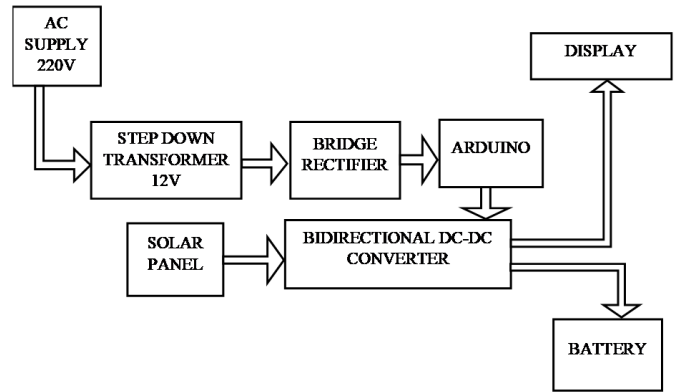 AC
SUPPLY
220V
DISPLAY
STEP DOWN
TRANSFORMER
12V
BRIDGE
RECTIFIER
ARDUINO
SOLAR
PANEL
BIDIRECTIONAL DC-DC
CONVERTER
BATTERY